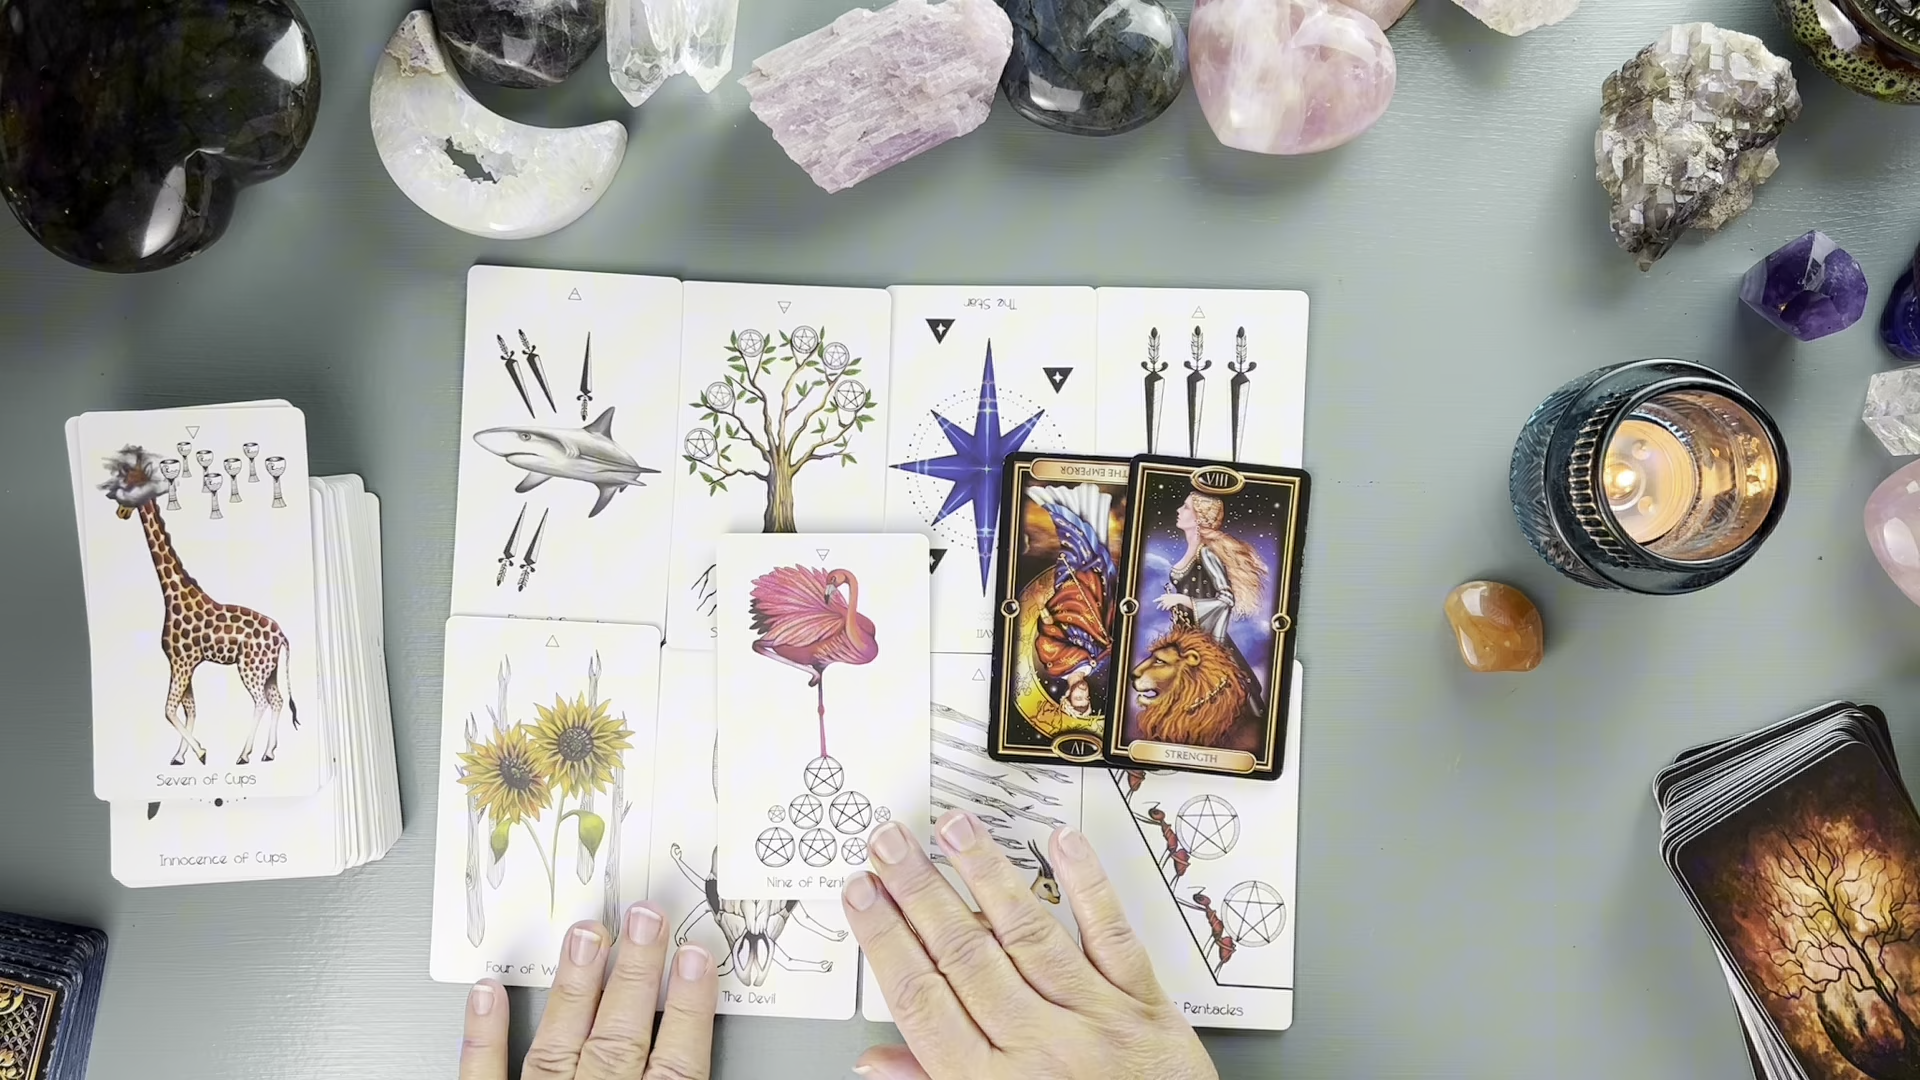 The Star
THE EMPEROR
VIII
Seven of Cups
Innocence of Cups
XVII
IV
STRENGTH
Nine of Pent
Four of W
The Devil
Pentacles